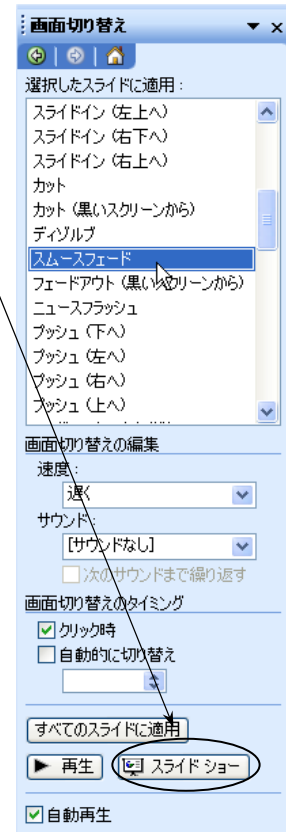 画面切り替え
選択したスライドに適用:
スライドイン (左上へ)
スライドイン (右下へ)
スライドイン (右上へ)
カット
カット (黒いスクリーンから)
ディゾルブ
スムースフェード
フェードアウト (黒いスクリーンから)
ニュースフラッシュ
プッシュ (下へ)
プッシュ (左へ)
プッシュ (右へ)
プッシュ (上へ)
画面切り替えの編集
速度:
遅く
サウンド:
[サウンドなし]
次のサウンドまで繰り返す
画面切り替えのタイミング
クリック時
自動的に切り替え
すべてのスライドに適用
再生 スライド ショー
自動再生